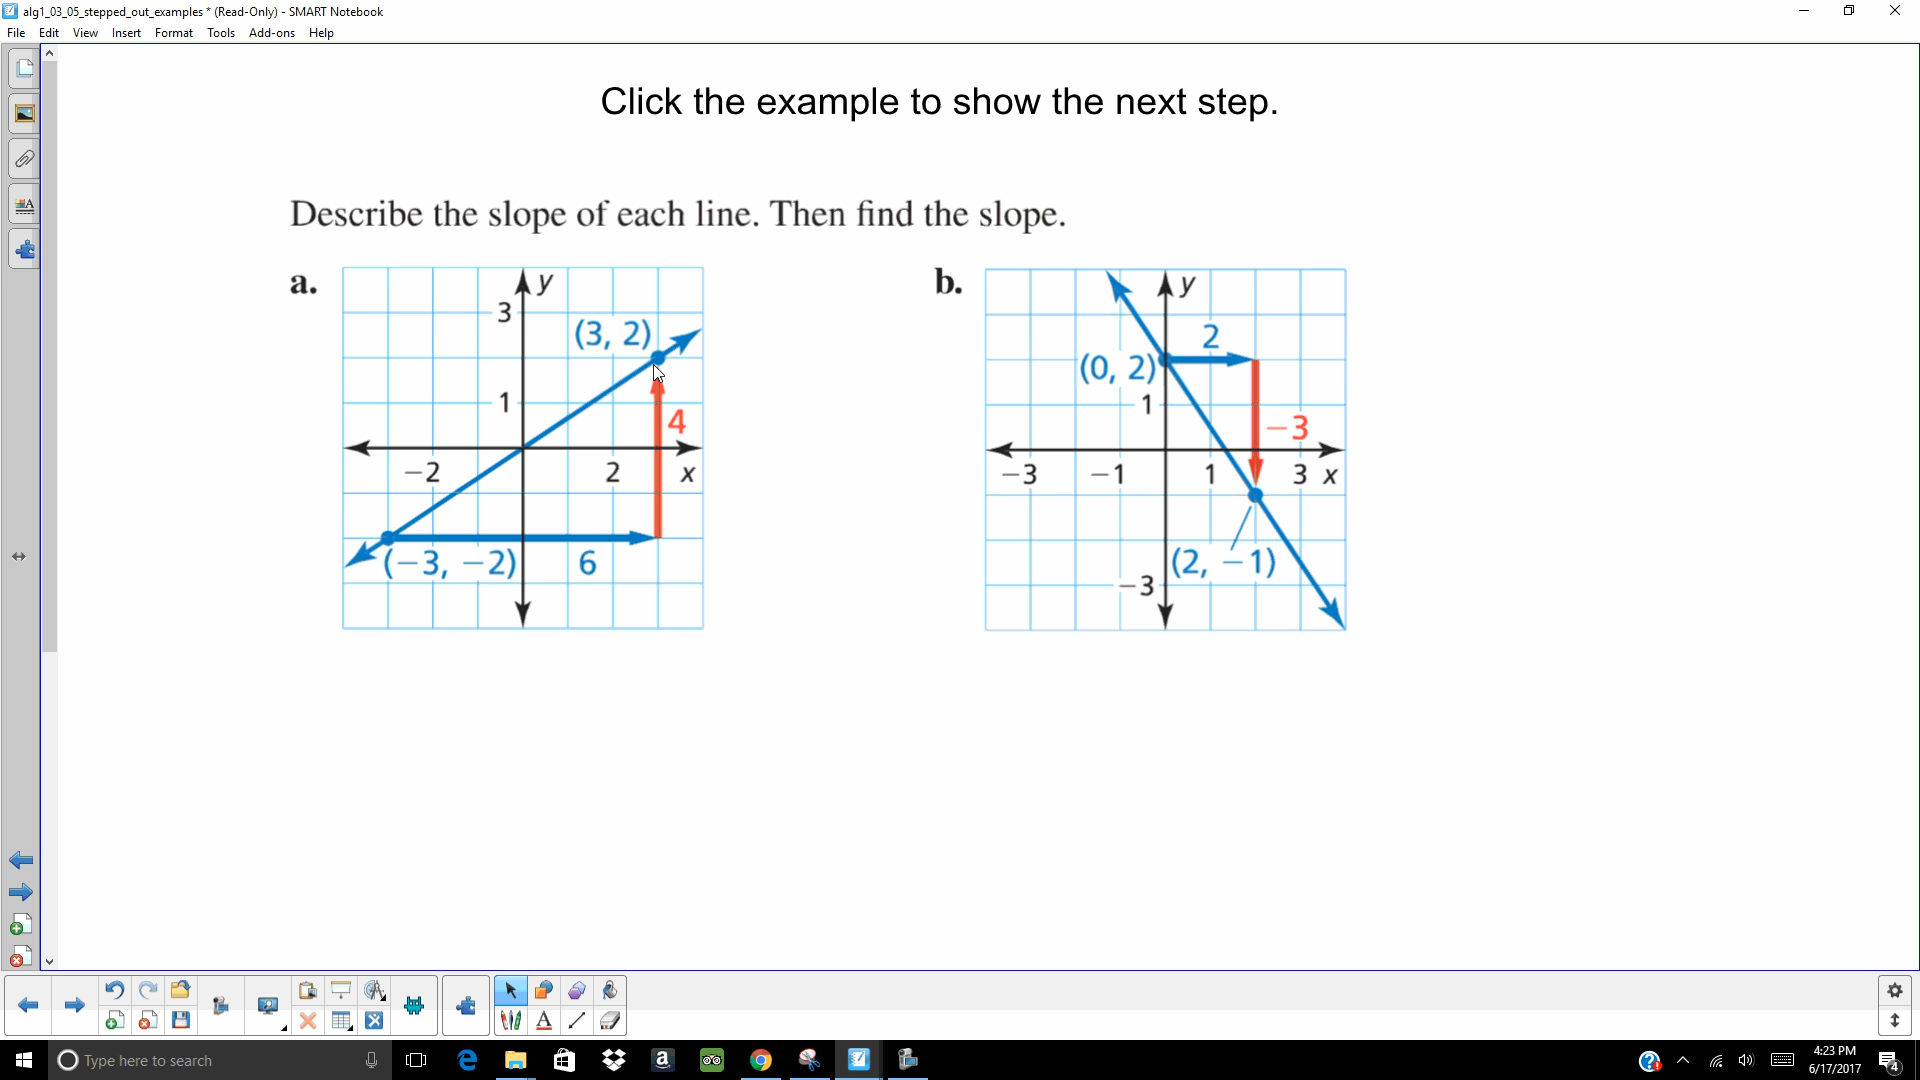 alg1_03_05_stepped_out_examples * (Read-Only) - SMART Notebook
File Edit View Insert Format Tools Add-ons Help
Click the example to show the next step.
Describe the slope of each line. Then find the slope.
a.
y
3
(3, 2)
1
4
−2
2
x
(−3, −2)
6
b.
y
2
(0, 2)
1
−3
−3
−1
1
3
x
(2, −1)
−3
Type here to search
4:23 PM
6/17/2017
4